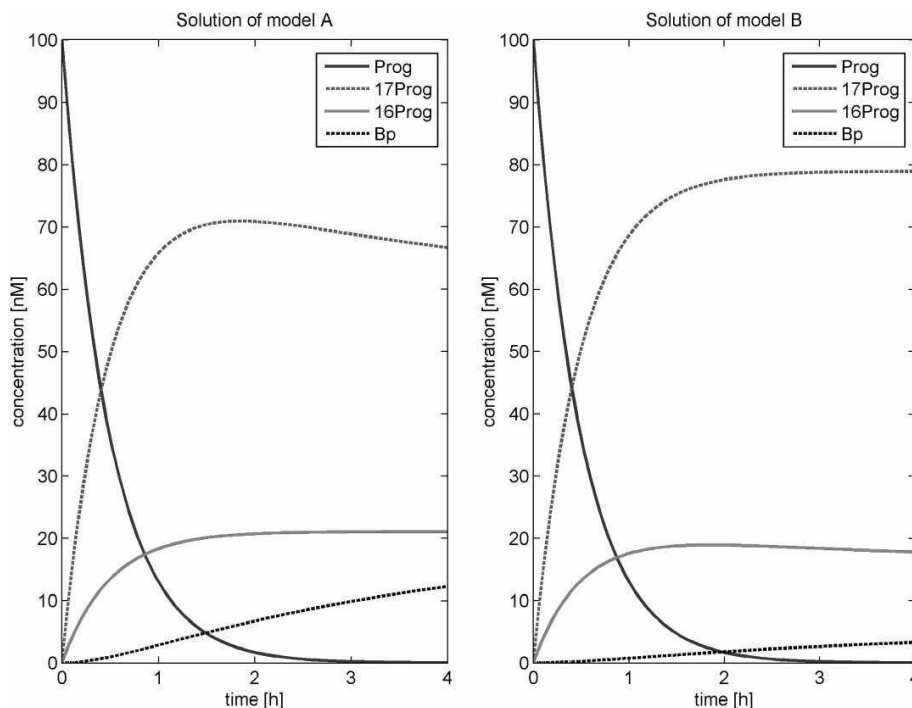 Solution of model A
100
90
80
70
60
50
40
30
20
10
0
concentration [nM]
Prog
17Prog
16Prog
Bp
0 1 2 3 4
time [h]
Solution of model B
100
90
80
70
60
50
40
30
20
10
0
concentration [nM]
Prog
17Prog
16Prog
Bp
0 1 2 3 4
time [h]